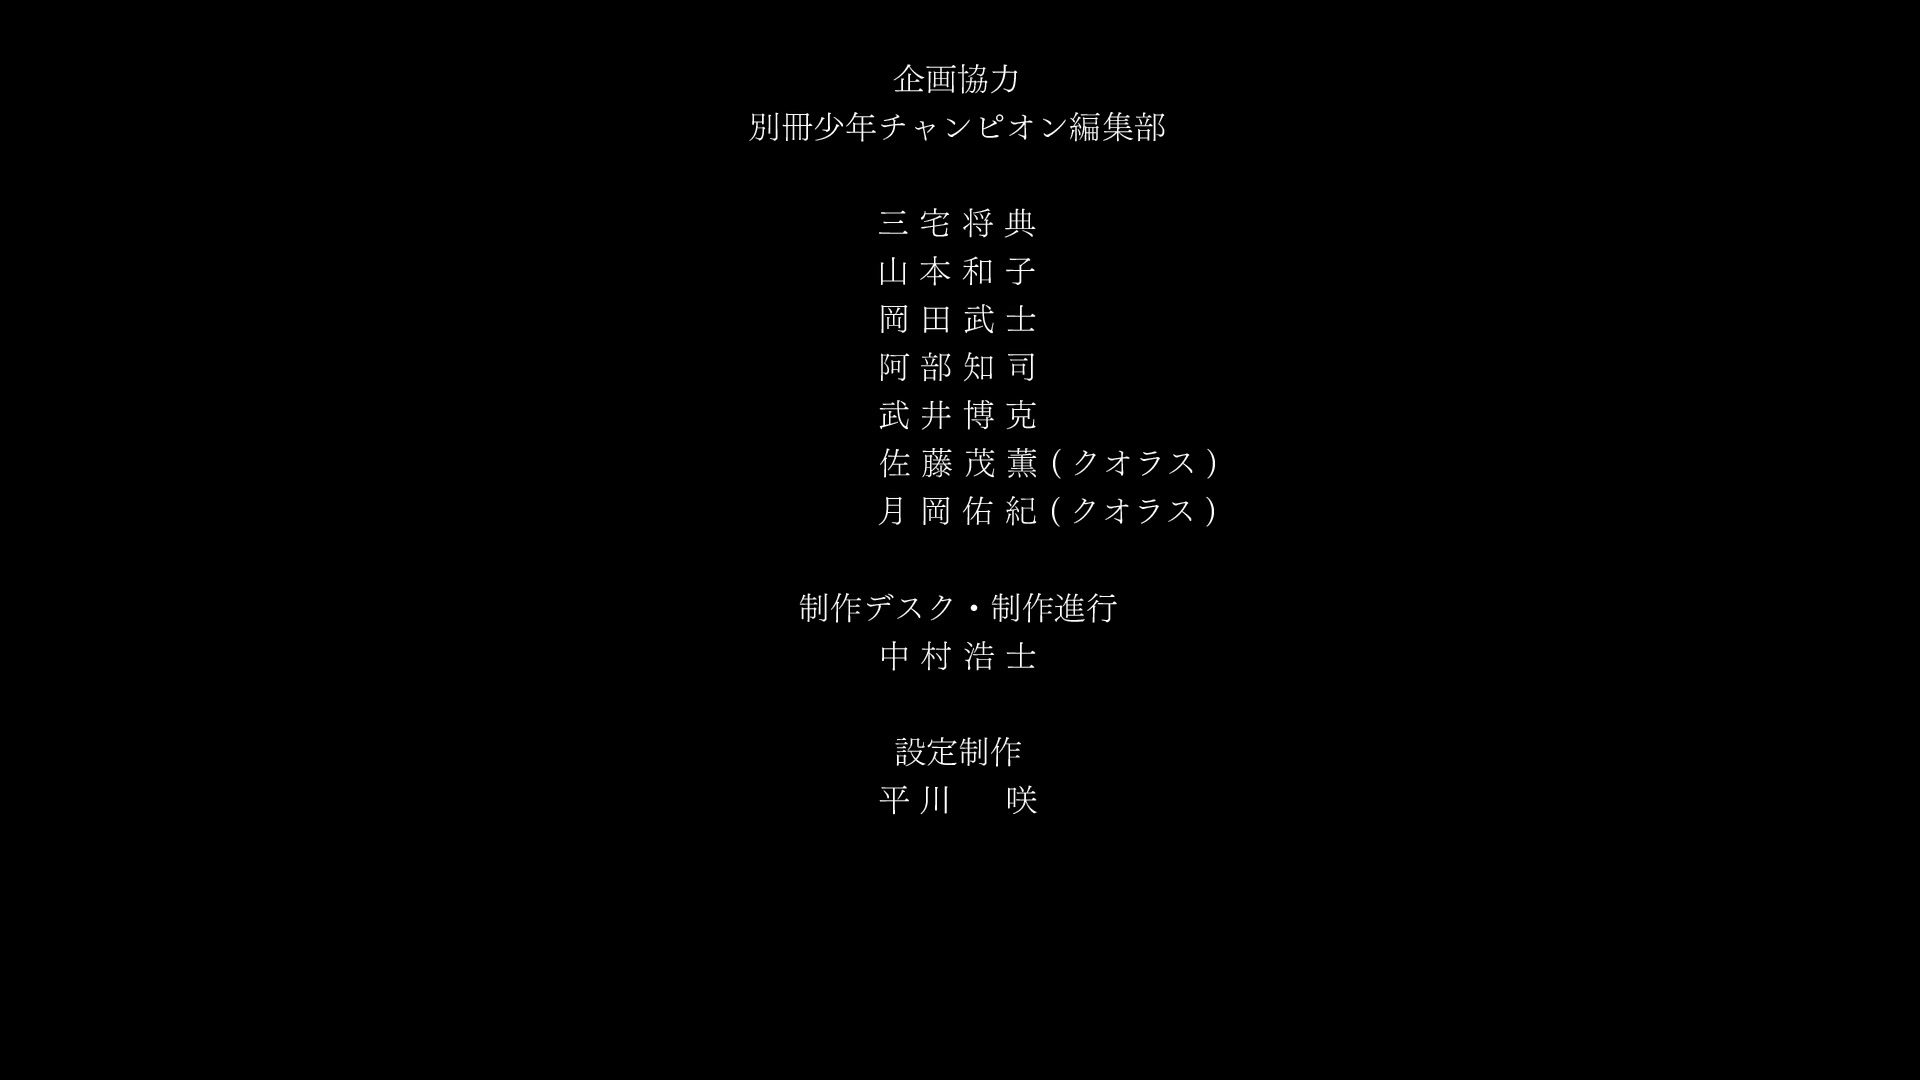 企画協力
別冊少年チャンピオン編集部
三宅将典
山本和子
岡田武士
阿部知司
武井博克
佐藤茂薫(クオラス)
月岡佑紀(クオラス)
制作デスク・制作進行
中村浩士
設定制作
平川　咲